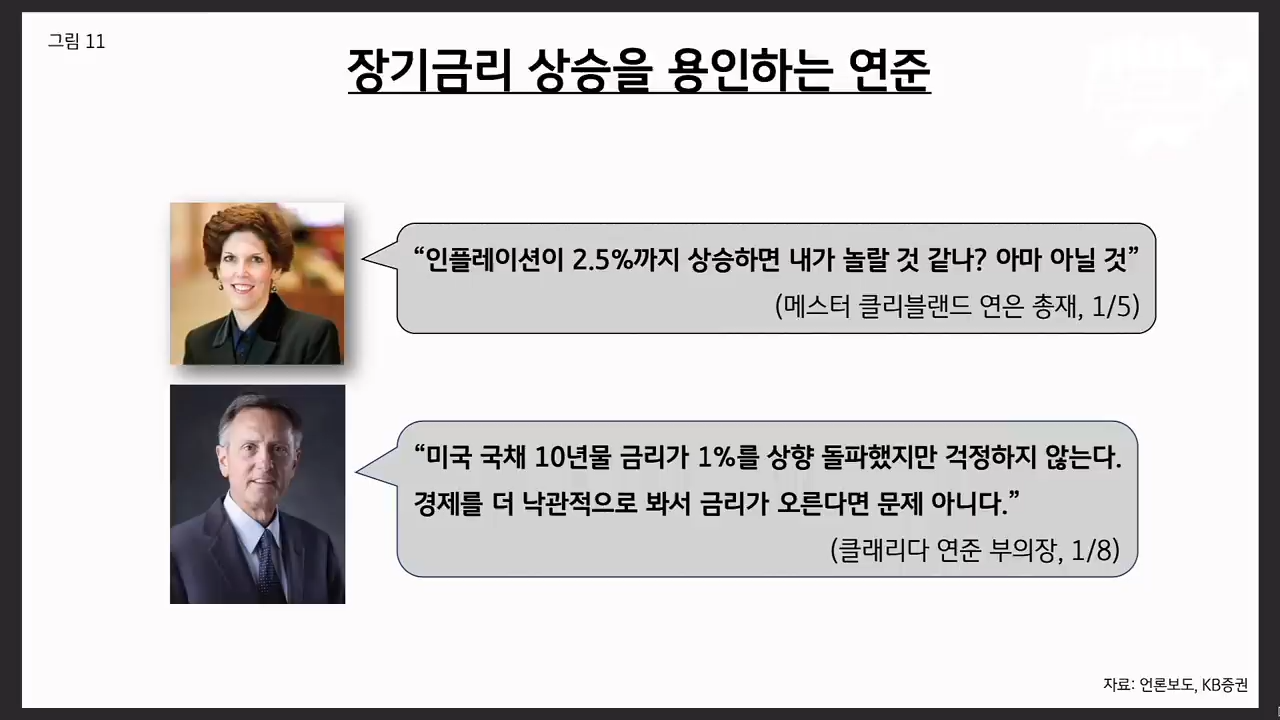 그림 11
장기금리 상승을 용인하는 연준
“인플레이션이 2.5%까지 상승하면 내가 놀랄 것 같나? 아마 아닐 것”
(메스터 클리블랜드 연은 총재, 1/5)
“미국 국채 10년물 금리가 1%를 상향 돌파했지만 걱정하지 않는다.
경제를 더 낙관적으로 봐서 금리가 오른다면 문제 아니다.”
(클래리다 연준 부의장, 1/8)
자료: 언론보도, KB증권